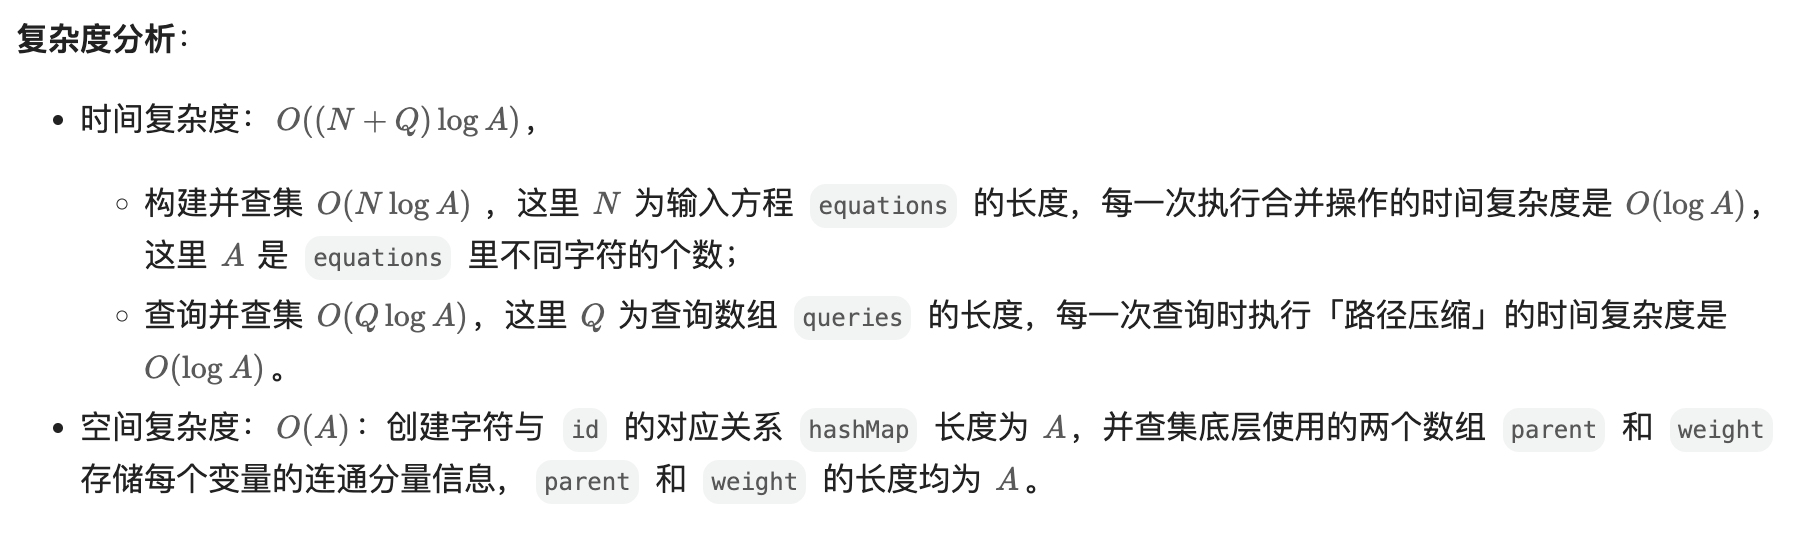 复杂度分析：
• 时间复杂度： O((N + Q) log A)，
◦ 构建并查集 O(N log A) ，这里 N 为输入方程 equations 的长度，每一次执行合并操作的时间复杂度是 O(log A)，
这里 A 是 equations 里不同字符的个数；
◦ 查询并查集 O(Q log A)，这里 Q 为查询数组 queries 的长度，每一次查询时执行「路径压缩」的时间复杂度是
O(log A)。
• 空间复杂度： O(A)：创建字符与 id 的对应关系 hashMap 长度为 A，并查集底层使用的两个数组 parent 和 weight
存储每个变量的连通分量信息， parent 和 weight 的长度均为 A。